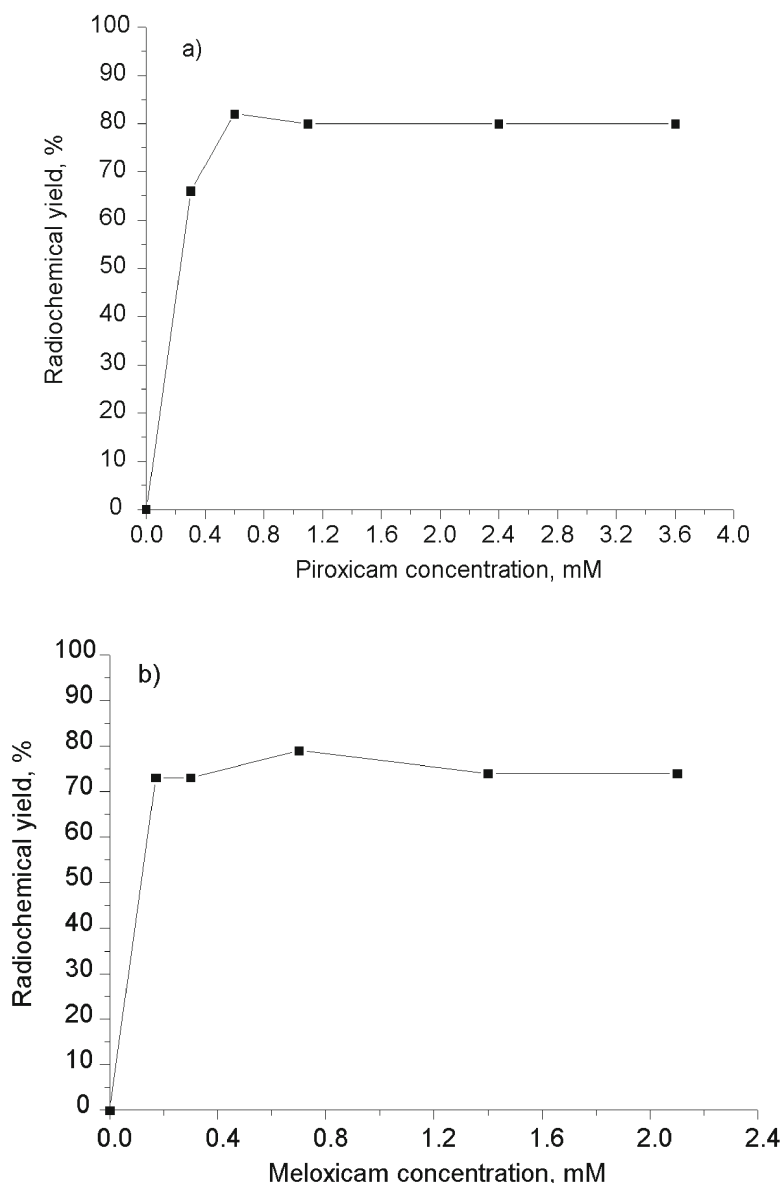 a)
Radiochemical yield, %
100
90
80
70
60
50
40
30
20
10
0
0.0 0.4 0.8 1.2 1.6 2.0 2.4 2.8 3.2 3.6 4.0
Piroxicam concentration, mM
b)
Radiochemical yield, %
100
90
80
70
60
50
40
30
20
10
0
0.0 0.4 0.8 1.2 1.6 2.0 2.4
Meloxicam concentration, mM